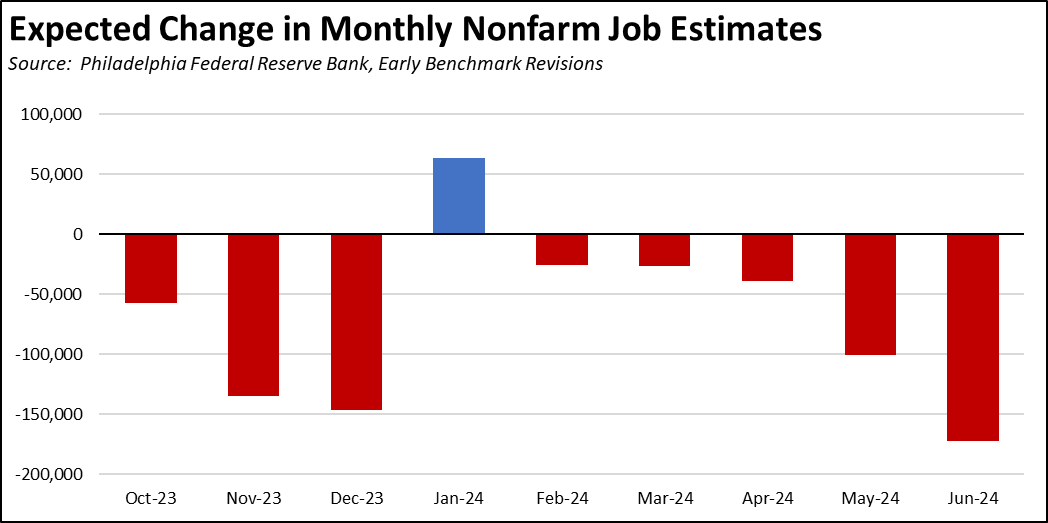 Expected Change in Monthly Nonfarm Job Estimates
Source:  Philadelphia Federal Reserve Bank, Early Benchmark Revisions
100,000
50,000
0
-50,000
-100,000
-150,000
-200,000
Oct-23 Nov-23 Dec-23 Jan-24 Feb-24 Mar-24 Apr-24 May-24 Jun-24